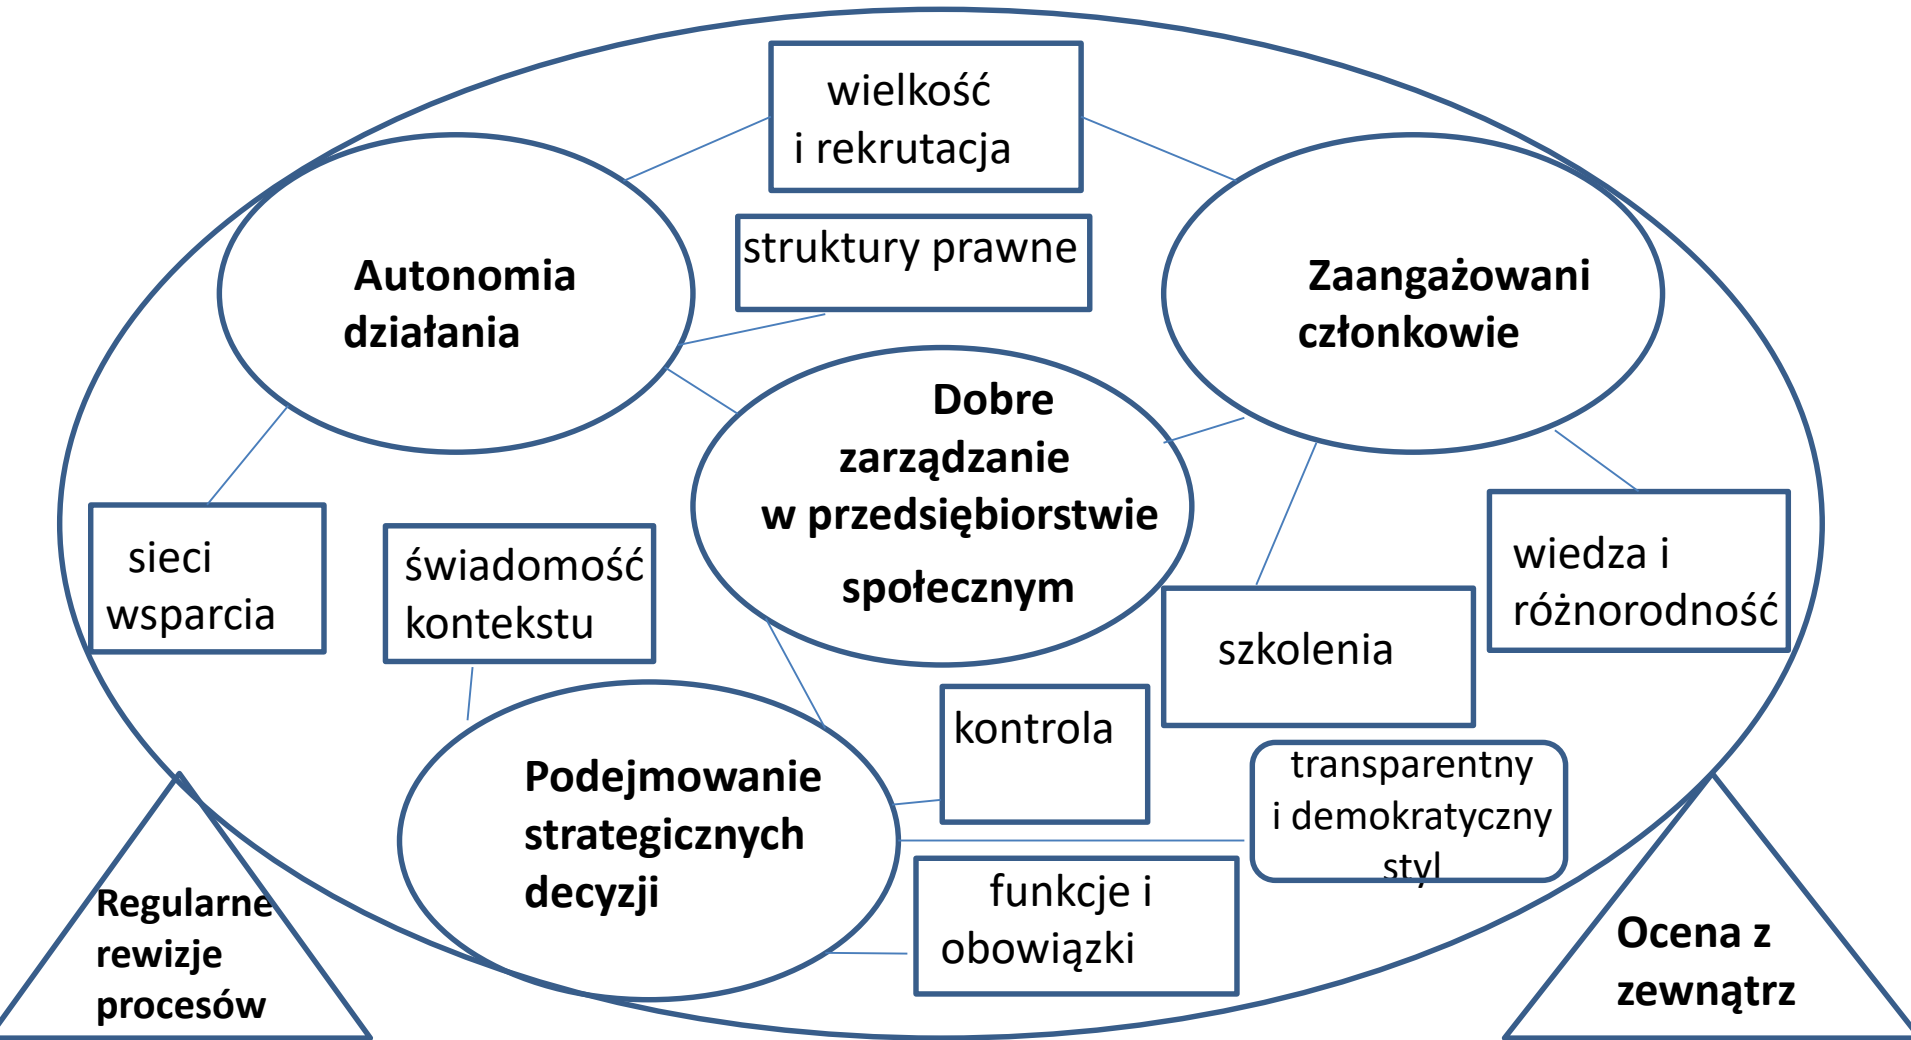 wielkość
i rekrutacja
struktury prawne
Autonomia
działania
Zaangażowani
członkowie
Dobre
zarządzanie
w przedsiębiorstwie
społecznym
sieci
wsparcia
świadomość
kontekstu
wiedza i
różnorodność
szkolenia
kontrola
transparentny
i demokratyczny
styl
Podejmowanie
strategicznych
decyzji
funkcje i
obowiązki
Regularne
rewizje
procesów
Ocena z
zewnątrz